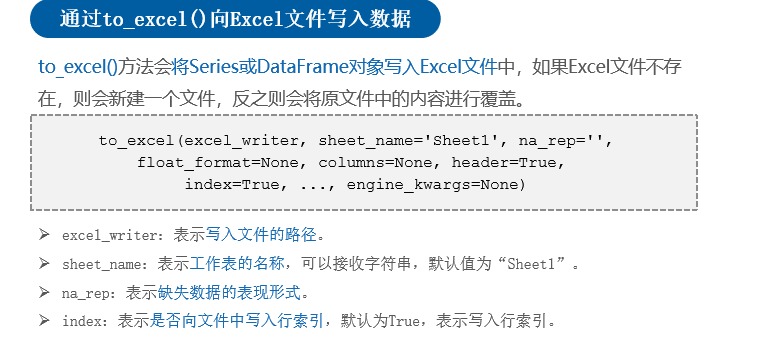 通过to_excel()向Excel文件写入数据
to_excel()方法会将Series或DataFrame对象写入Excel文件中，如果Excel文件不存
在，则会新建一个文件，反之则会将原文件中的内容进行覆盖。
to_excel(excel_writer, sheet_name='Sheet1', na_rep='',
float_format=None, columns=None, header=True,
index=True, ..., engine_kwargs=None)
➢ excel_writer：表示写入文件的路径。
➢ sheet_name：表示工作表的名称，可以接收字符串，默认值为“Sheet1”。
➢ na_rep：表示缺失数据的表现形式。
➢ index：表示是否向文件中写入行索引，默认为True，表示写入行索引。